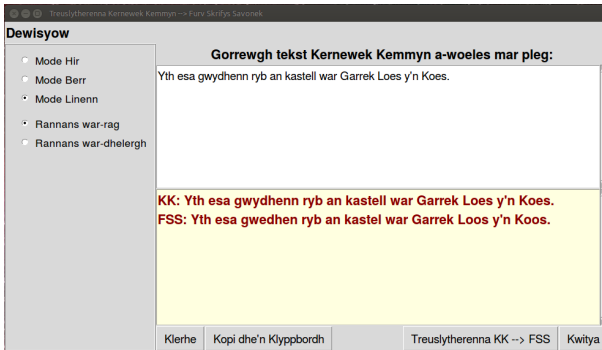 Treuslytherenna Kernewek Kemmyn --> Furv Skrifys Savonek
Dewisyow
Mode Hir
Mode Berr
Mode Linenn
Rannans war-rag
Rannans war-dhelergh
Gorrewgh tekst Kernewek Kemmyn a-woeles mar pleg:
Yth esa gwydhenn ryb an kastell war Garrek Loes y'n Koes.
KK: Yth esa gwydhenn ryb an kastell war Garrek Loes y'n Koes.
FSS: Yth esa gwedhen ryb an kastel war Garrek Loos y'n Koos.
Klerhe
Kopi dhe'n Klyppbordh
Treuslytherenna KK --> FSS
Kwitya